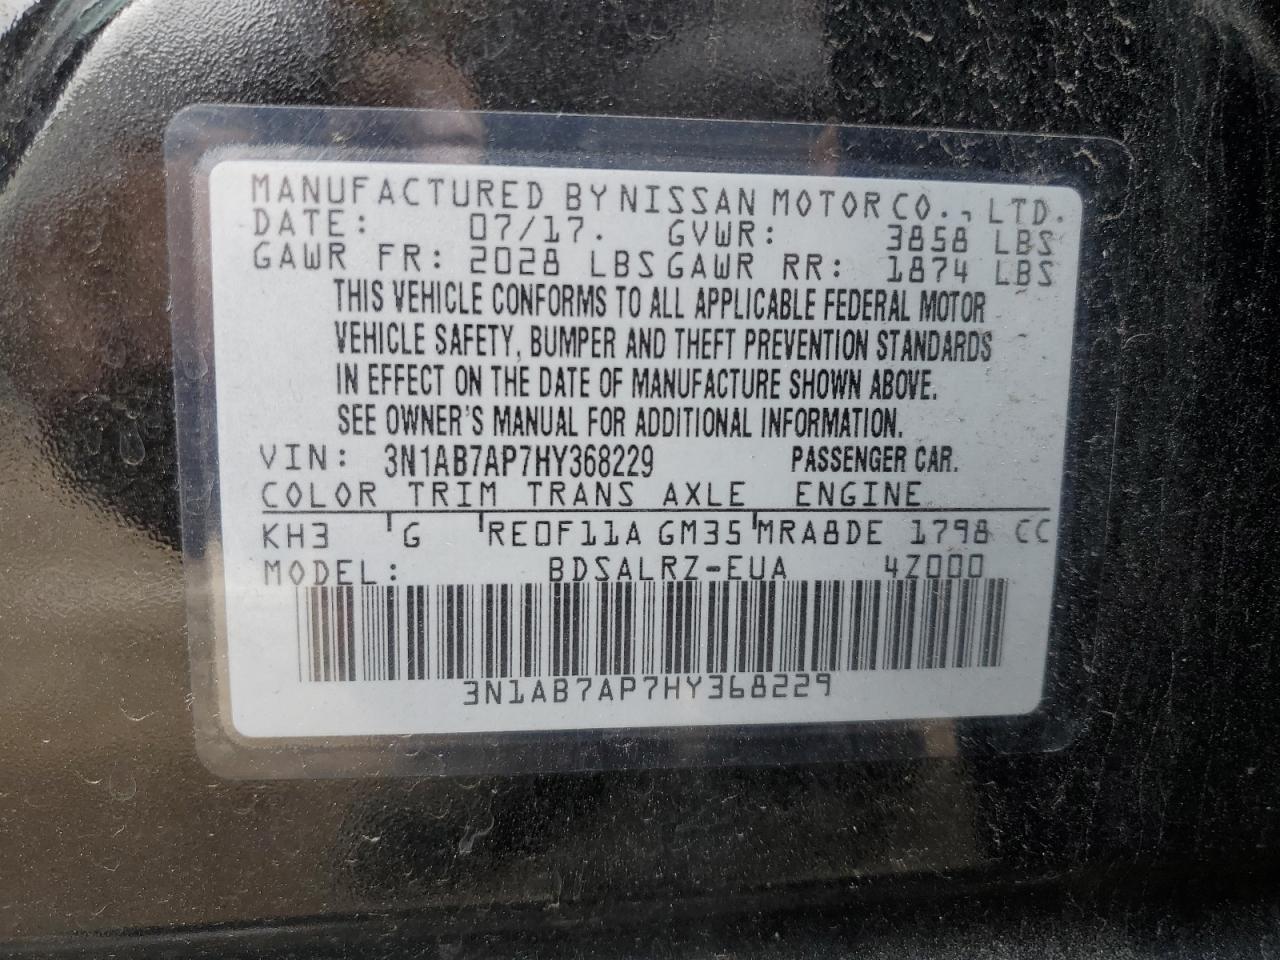 MANUFACTURED BY NISSAN MOTOR CO., LTD.
DATE: 07/17. GVWR: 3858 LBS
GAWR FR: 2028 LBS GAWR RR: 1874 LBS
THIS VEHICLE CONFORMS TO ALL APPLICABLE FEDERAL MOTOR
VEHICLE SAFETY, BUMPER AND THEFT PREVENTION STANDARDS
IN EFFECT ON THE DATE OF MANUFACTURE SHOWN ABOVE.
SEE OWNER'S MANUAL FOR ADDITIONAL INFORMATION.
VIN: 3N1AB7AP7HY368229 PASSENGER CAR.
COLOR TRIM TRANS AXLE ENGINE
KH3 G RE0F11A GM35 MRA8DE 1798 CC
MODEL: BDSALRZ-EUA 4Z000
3N1AB7AP7HY368229